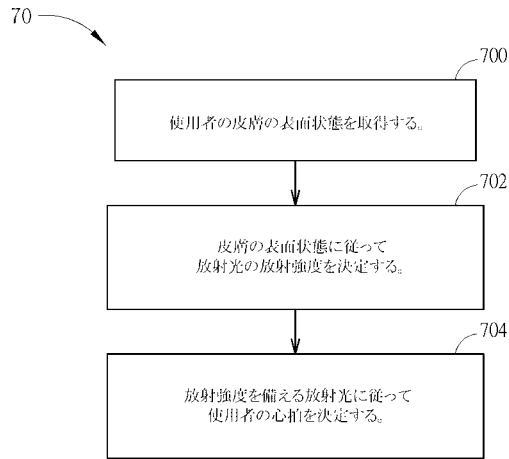 70
700
使用者の皮膚の表面状態を取得する。
702
皮膚の表面状態に従って
放射光の放射強度を決定する。
704
放射強度を備える放射光に従って
使用者の心拍を決定する。